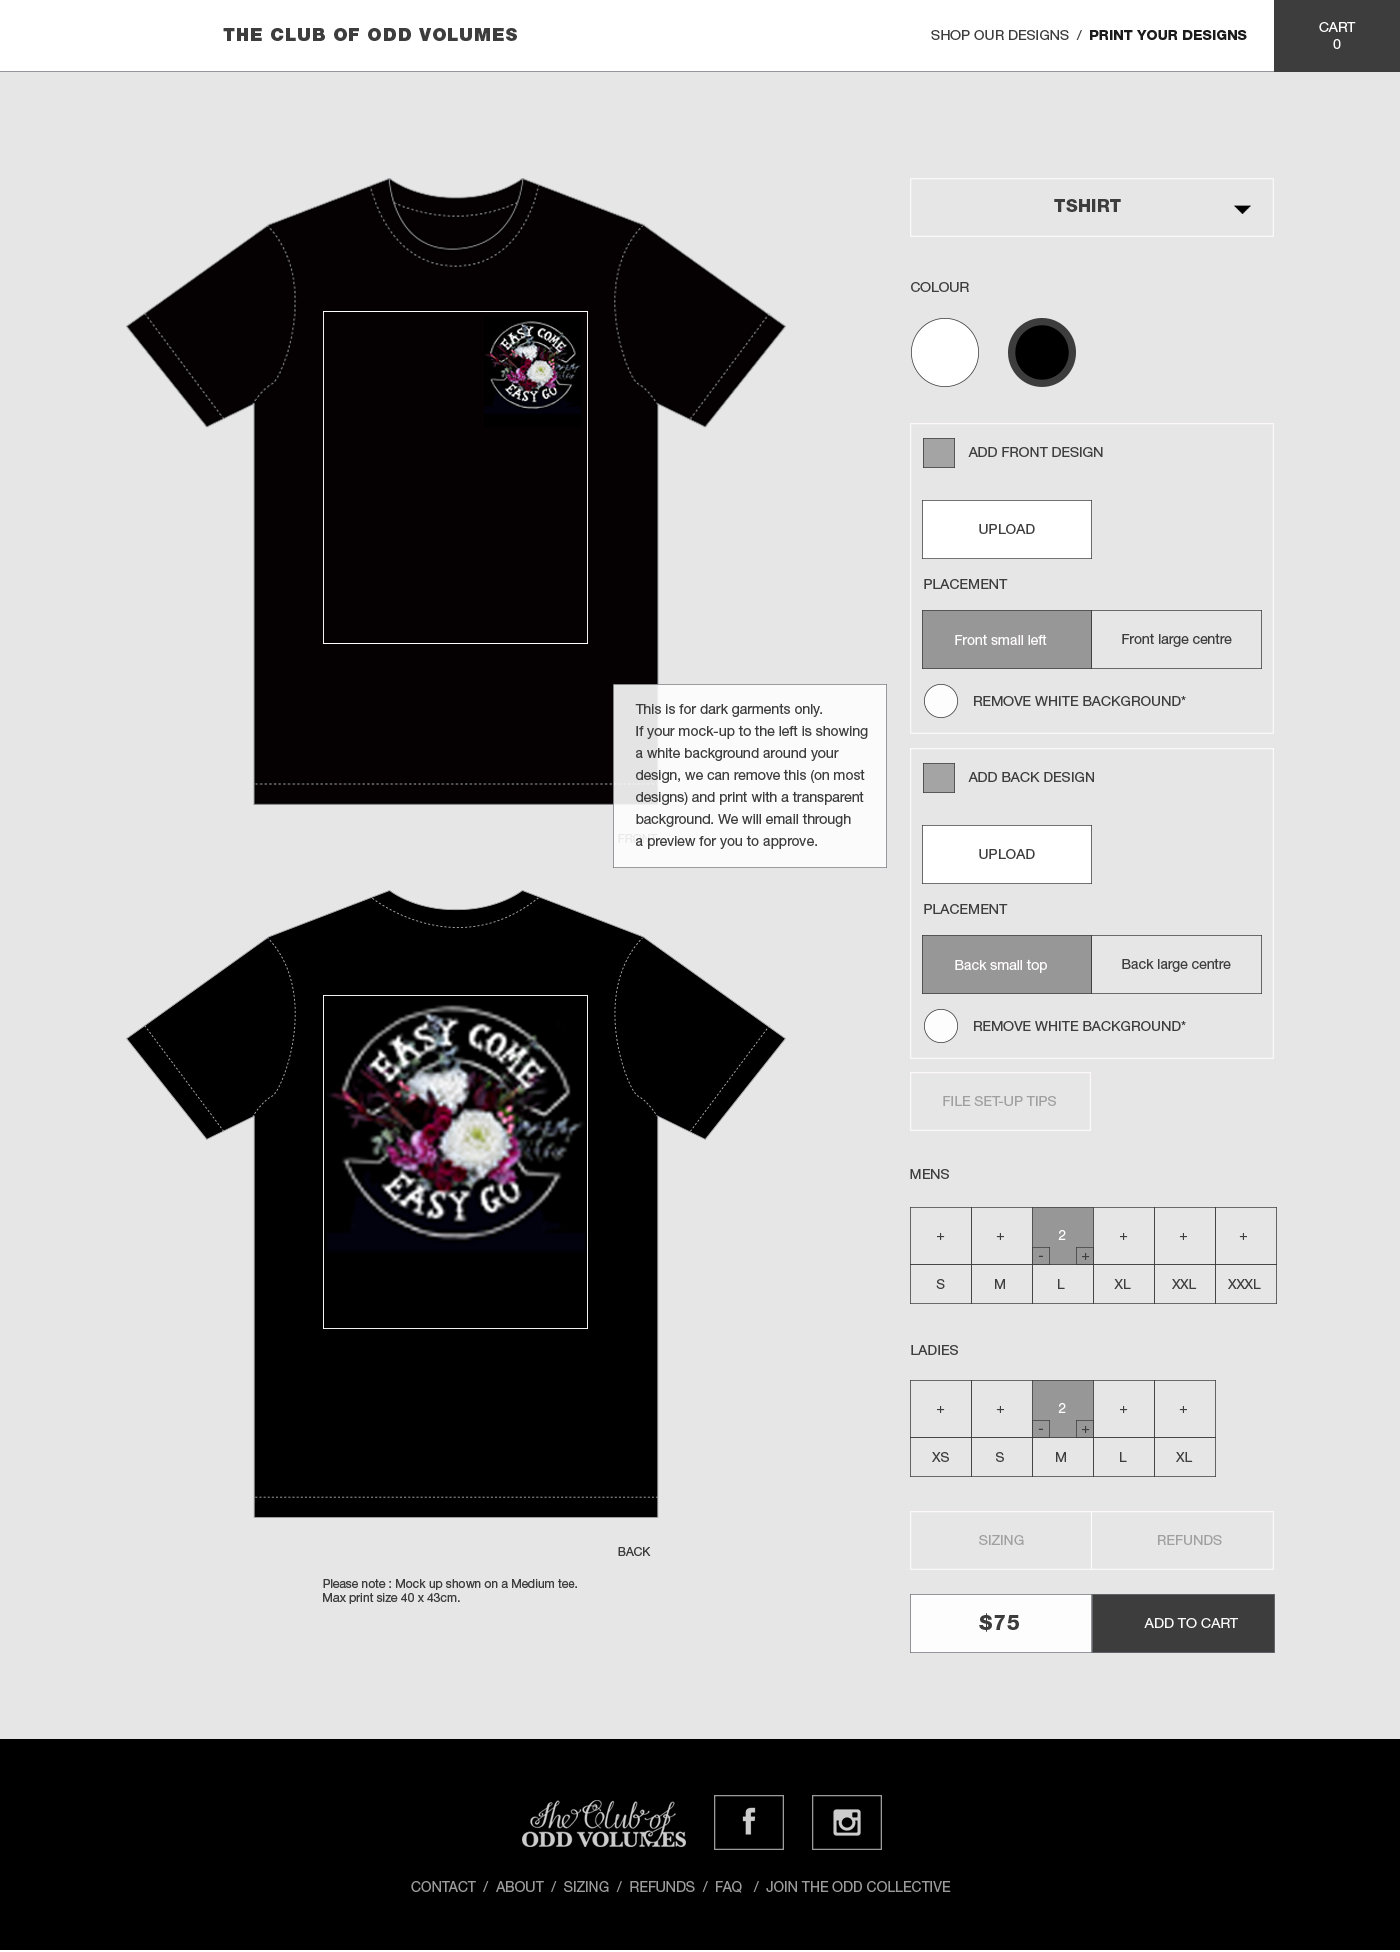 THE CLUB OF ODD VOLUMES
SHOP OUR DESIGNS / PRINT YOUR DESIGNS
CART
0
TSHIRT
COLOUR
EASY COME
EASY GO
ADD FRONT DESIGN
UPLOAD
PLACEMENT
Front small left
Front large centre
REMOVE WHITE BACKGROUND*
This is for dark garments only.
If your mock-up to the left is showing
a white background around your
design, we can remove this (on most
designs) and print with a transparent
background. We will email through
a preview for you to approve.
ADD BACK DESIGN
UPLOAD
PLACEMENT
Back small top
Back large centre
REMOVE WHITE BACKGROUND*
EASY COME
EASY GO
FILE SET-UP TIPS
MENS
+ + 2 + + +
- +
S M L XL XXL XXXL
LADIES
+ + 2 + +
- +
XS S M L XL
SIZING
REFUNDS
BACK
Please note : Mock up shown on a Medium tee.
Max print size 40 x 43cm.
$75
ADD TO CART
The Club of
ODD VOLUMES
f
CONTACT / ABOUT / SIZING / REFUNDS / FAQ / JOIN THE ODD COLLECTIVE